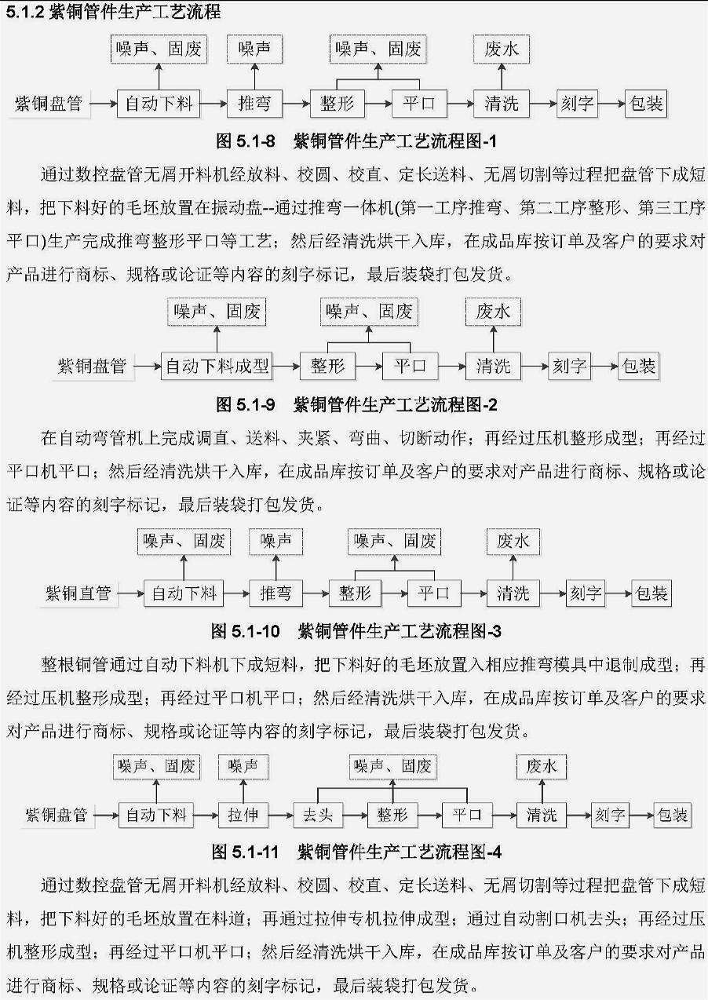 5.1.2 紫铜管件生产工艺流程
噪声、固废 噪声 噪声、固废 废水
紫铜盘管 自动下料 推弯 整形 平口 清洗 刻字 包装
图 5.1-8 紫铜管件生产工艺流程图-1
通过数控盘管无屑开料机经放料、校圆、校直、定长送料、无屑切割等过程把盘管下成短
料，把下料好的毛坯放置在振动盘--通过推弯一体机(第一工序推弯、第二工序整形、第三工序
平口)生产完成推弯整形平口等工艺；然后经清洗烘干入库，在成品库按订单及客户的要求对
产品进行商标、规格或论证等内容的刻字标记，最后装袋打包发货。
噪声、固废 噪声、固废 废水
紫铜盘管 自动下料成型 整形 平口 清洗 刻字 包装
图 5.1-9 紫铜管件生产工艺流程图-2
在自动弯管机上完成调直、送料、夹紧、弯曲、切断动作；再经过压机整形成型；再经过
平口机平口；然后经清洗烘干入库，在成品库按订单及客户的要求对产品进行商标、规格或论
证等内容的刻字标记，最后装袋打包发货。
噪声、固废 噪声 噪声、固废 废水
紫铜直管 自动下料 推弯 整形 平口 清洗 刻字 包装
图 5.1-10 紫铜管件生产工艺流程图-3
整根铜管通过自动下料机下成短料，把下料好的毛坯放置入相应推弯模具中退制成型；再
经过压机整形成型；再经过平口机平口；然后经清洗烘干入库，在成品库按订单及客户的要求
对产品进行商标、规格或论证等内容的刻字标记，最后装袋打包发货。
噪声、固废 噪声 噪声、固废 废水
紫铜盘管 自动下料 拉伸 去头 整形 平口 清洗 刻字 包装
图 5.1-11 紫铜管件生产工艺流程图-4
通过数控盘管无屑开料机经放料、校圆、校直、定长送料、无屑切割等过程把盘管下成短
料，把下料好的毛坯放置在料道；再通过拉伸专机拉伸成型；通过自动割口机去头；再经过压
机整形成型；再经过平口机平口；然后经清洗烘干入库，在成品库按订单及客户的要求对产品
进行商标、规格或论证等内容的刻字标记，最后装袋打包发货。